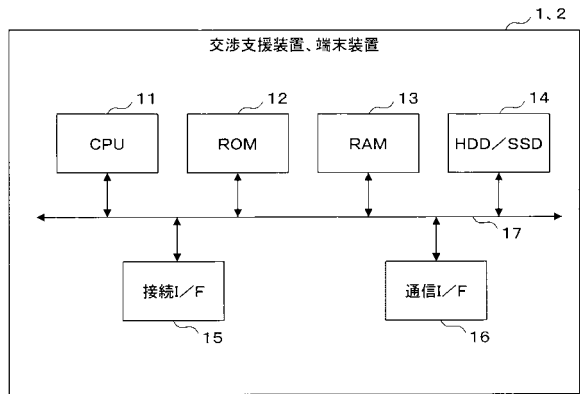 1、2
交渉支援装置、端末装置
11 12 13 14
CPU ROM RAM HDD／SSD
17
接続I／F 通信I／F
15 16